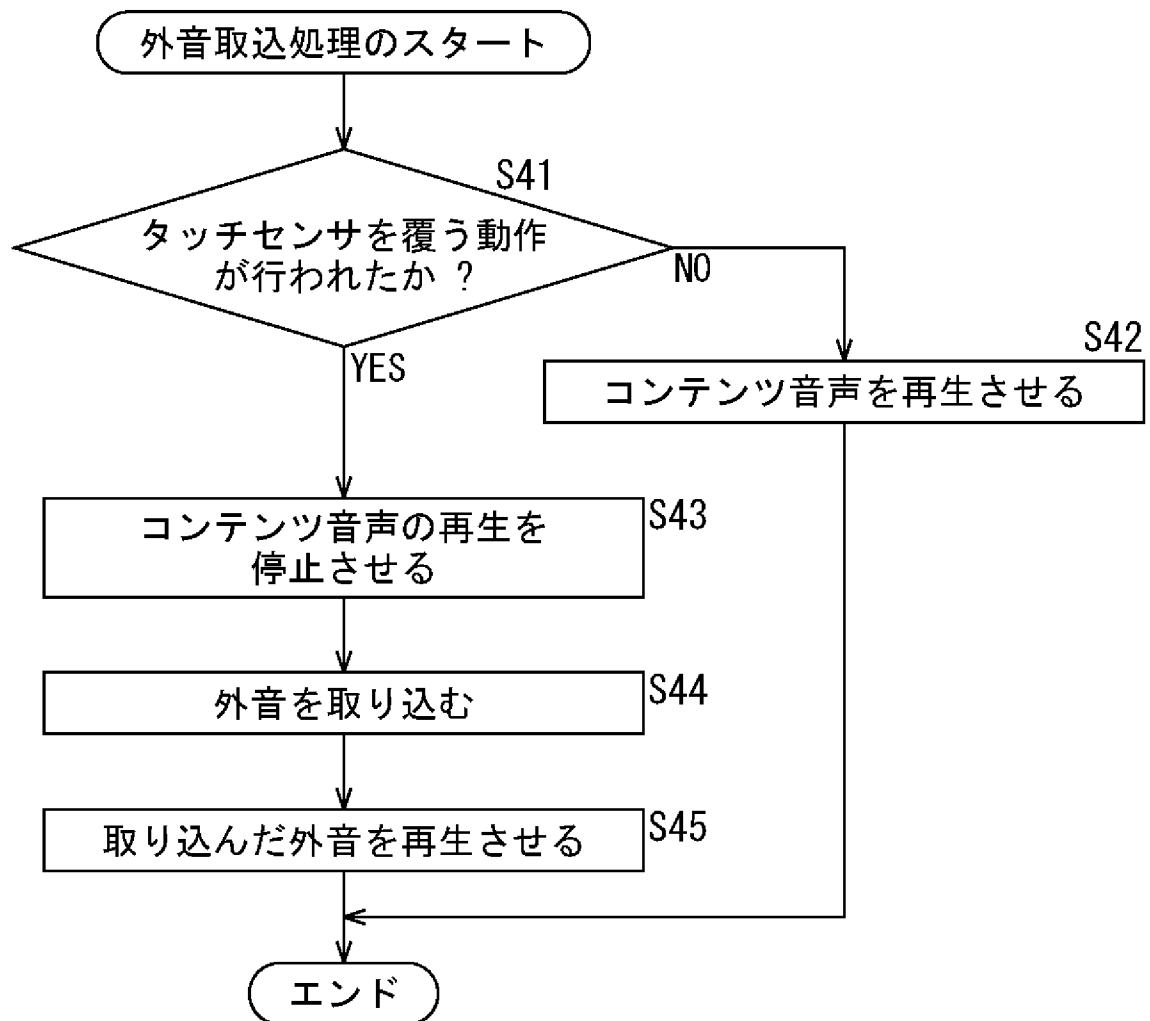 外音取込処理のスタート
S41
タッチセンサを覆う動作
が行われたか ?
NO
YES
S42
コンテンツ音声を再生させる
コンテンツ音声の再生を
停止させる
S43
外音を取り込む
S44
取り込んだ外音を再生させる
S45
エンド